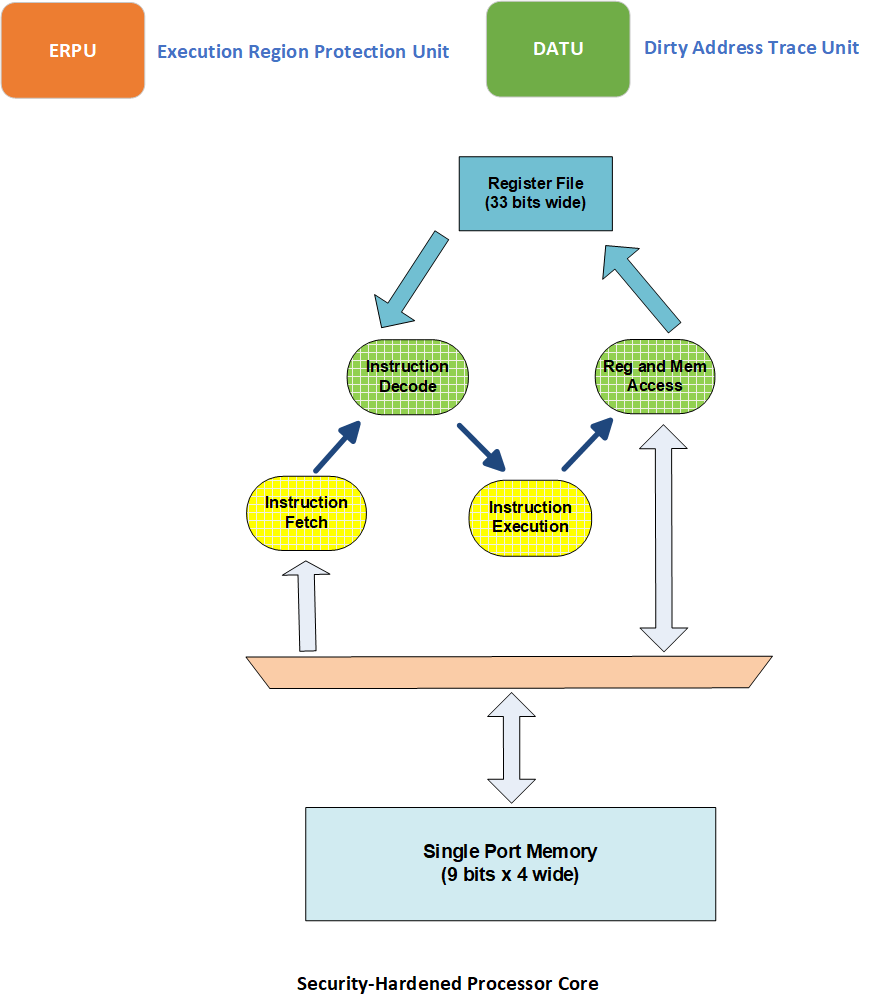 ERPU
Execution Region Protection Unit
DATU
Dirty Address Trace Unit
Register File
(33 bits wide)
Instruction
Decode
Reg and Mem
Access
Instruction
Fetch
Instruction
Execution
Single Port Memory
(9 bits x 4 wide)
Security-Hardened Processor Core